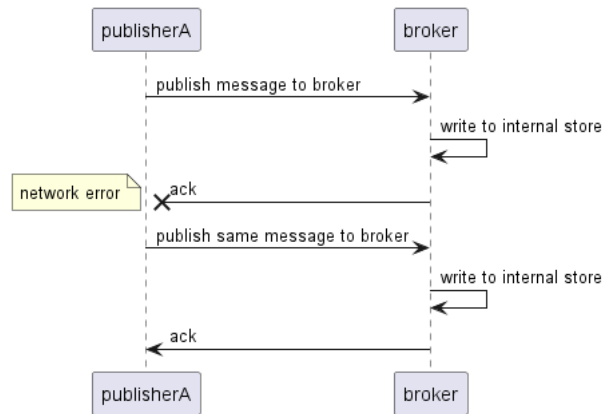 publisherA
broker
publish message to broker
write to internal store
ack
network error
publish same message to broker
write to internal store
ack
publisherA
broker